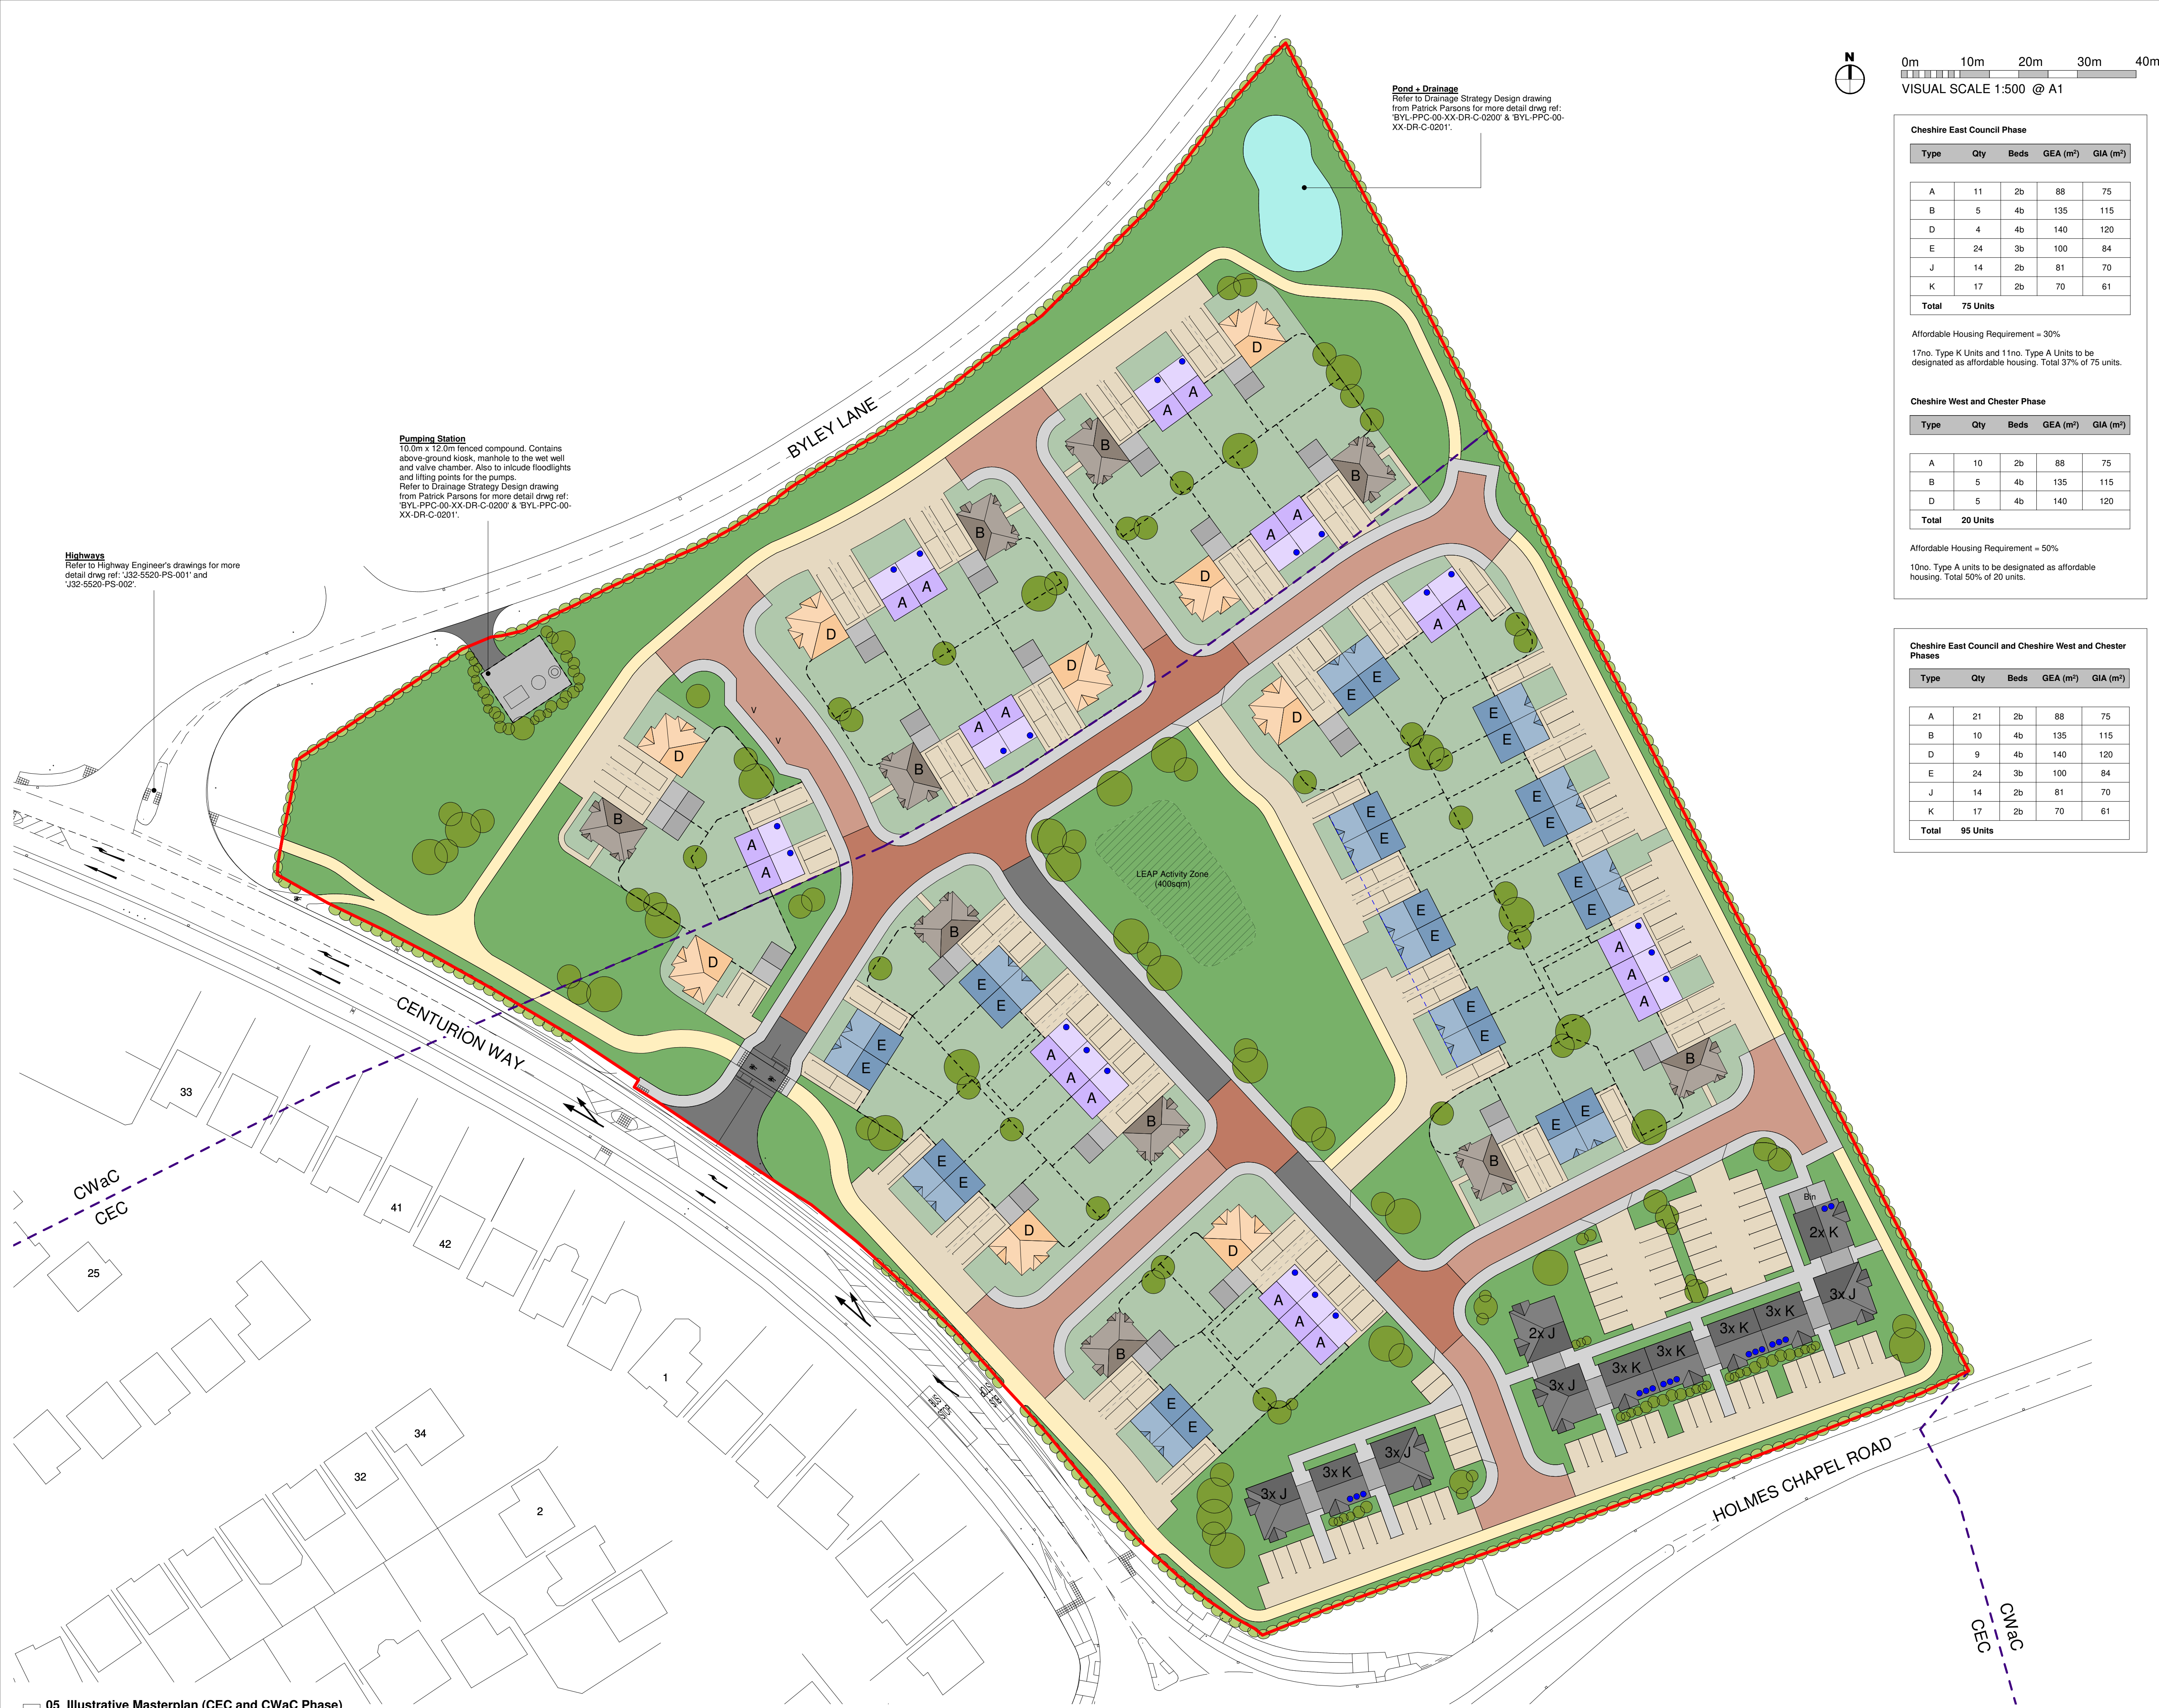 N
0m 10m 20m 30m 40m
VISUAL SCALE 1:500 @ A1
Pond + Drainage
Refer to Drainage Strategy Design drawing
from Patrick Parsons for more detail drwg ref:
'BYL-PPC-00-XX-DR-C-0200' & 'BYL-PPC-00-
XX-DR-C-0201'.
Cheshire East Council Phase
Type Qty Beds GEA (m²) GIA (m²)
A 11 2b 88 75
B 5 4b 135 115
D 4 4b 140 120
E 24 3b 100 84
J 14 2b 81 70
K 17 2b 70 61
Total 75 Units
Affordable Housing Requirement = 30%
17no. Type K Units and 11no. Type A Units to be
designated as affordable housing. Total 37% of 75 units.
Cheshire West and Chester Phase
Type Qty Beds GEA (m²) GIA (m²)
A 10 2b 88 75
B 5 4b 135 115
D 5 4b 140 120
Total 20 Units
Affordable Housing Requirement = 50%
10no. Type A units to be designated as affordable
housing. Total 50% of 20 units.
Cheshire East Council and Cheshire West and Chester
Phases
Type Qty Beds GEA (m²) GIA (m²)
A 21 2b 88 75
B 10 4b 135 115
D 9 4b 140 120
E 24 3b 100 84
J 14 2b 81 70
K 17 2b 70 61
Total 95 Units
Pumping Station
10.0m x 12.0m fenced compound. Contains
above-ground kiosk, manhole to the wet well
and valve chamber. Also to inlcude floodlights
and lifting points for the pumps.
Refer to Drainage Strategy Design drawing
from Patrick Parsons for more detail drwg ref:
'BYL-PPC-00-XX-DR-C-0200' & 'BYL-PPC-00-
XX-DR-C-0201'.
Highways
Refer to Highway Engineer's drawings for more
detail drwg ref: 'J32-5520-PS-001' and
'J32-5520-PS-002'.
BYLEY LANE
D
A
A
B
B
A
A
D
B
A
A
D
D
A
A
B
D
B
A
A
D
V
V
A
A
E
E
D
E
E
E
E
E
E
E
E
E
E
E
E
A
A
A
B
E
E
B
LEAP Activity Zone
(400sqm)
B
E
E
E
E
A
A
A
B
E
E
D
D
A
A
A
B
E
E
Bin
2x K
3x J
3x K
3x K
3x K
3x K
2x J
3x J
3x J
3x K
3x J
CENTURION WAY
HOLMES CHAPEL ROAD
CWaC
CEC
CWaC
CEC
33
41
42
25
1
34
32
2
05 Illustrative Masterplan (CEC and CWaC Phase)